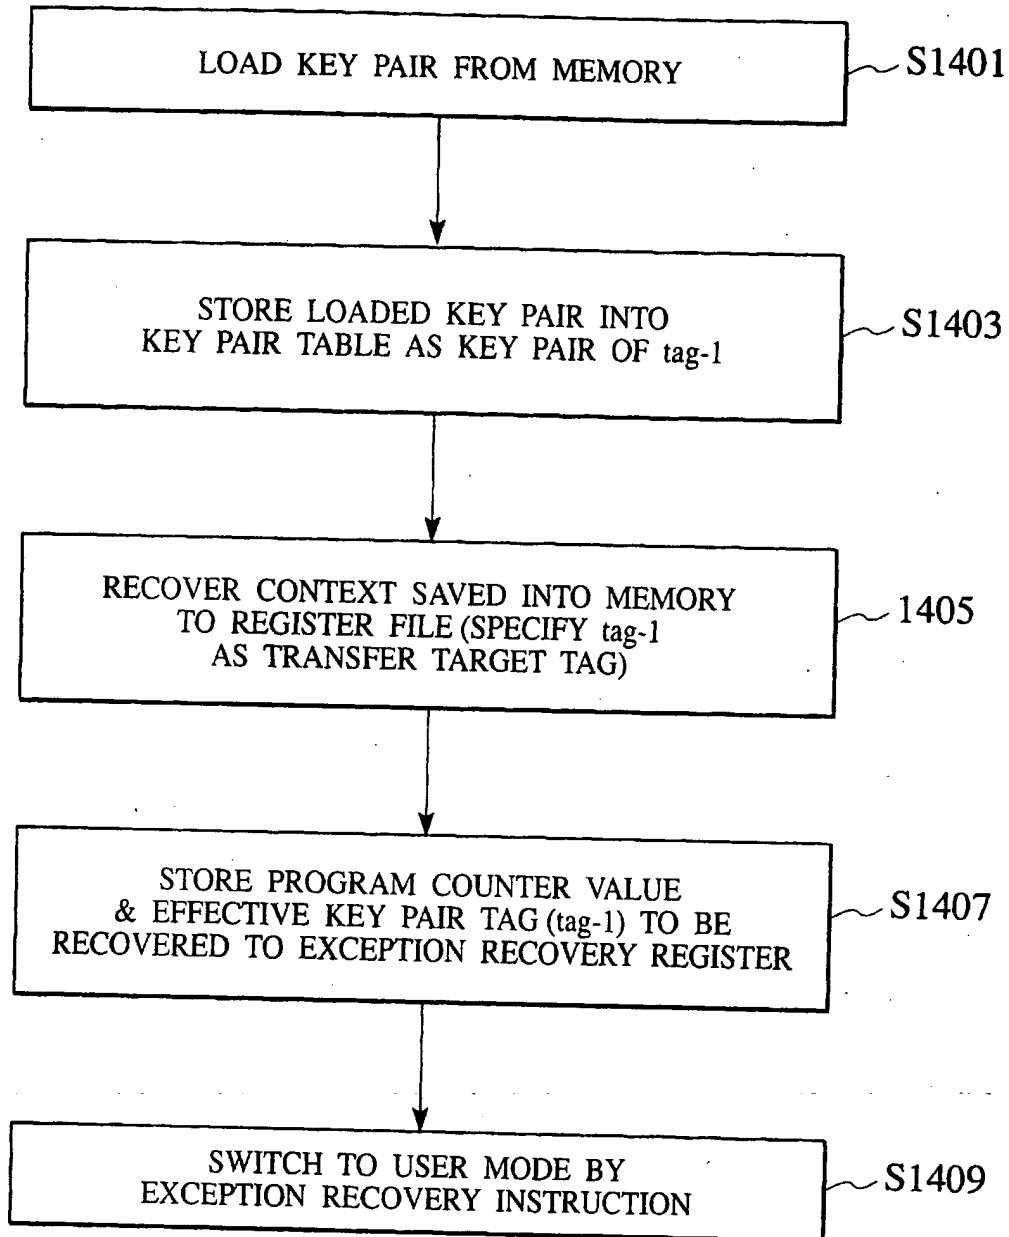 LOAD KEY PAIR FROM MEMORY
S1401
STORE LOADED KEY PAIR INTO
KEY PAIR TABLE AS KEY PAIR OF tag-1
S1403
RECOVER CONTEXT SAVED INTO MEMORY
TO REGISTER FILE (SPECIFY tag-1
AS TRANSFER TARGET TAG)
1405
STORE PROGRAM COUNTER VALUE
& EFFECTIVE KEY PAIR TAG (tag-1) TO BE
RECOVERED TO EXCEPTION RECOVERY REGISTER
S1407
SWITCH TO USER MODE BY
EXCEPTION RECOVERY INSTRUCTION
S1409